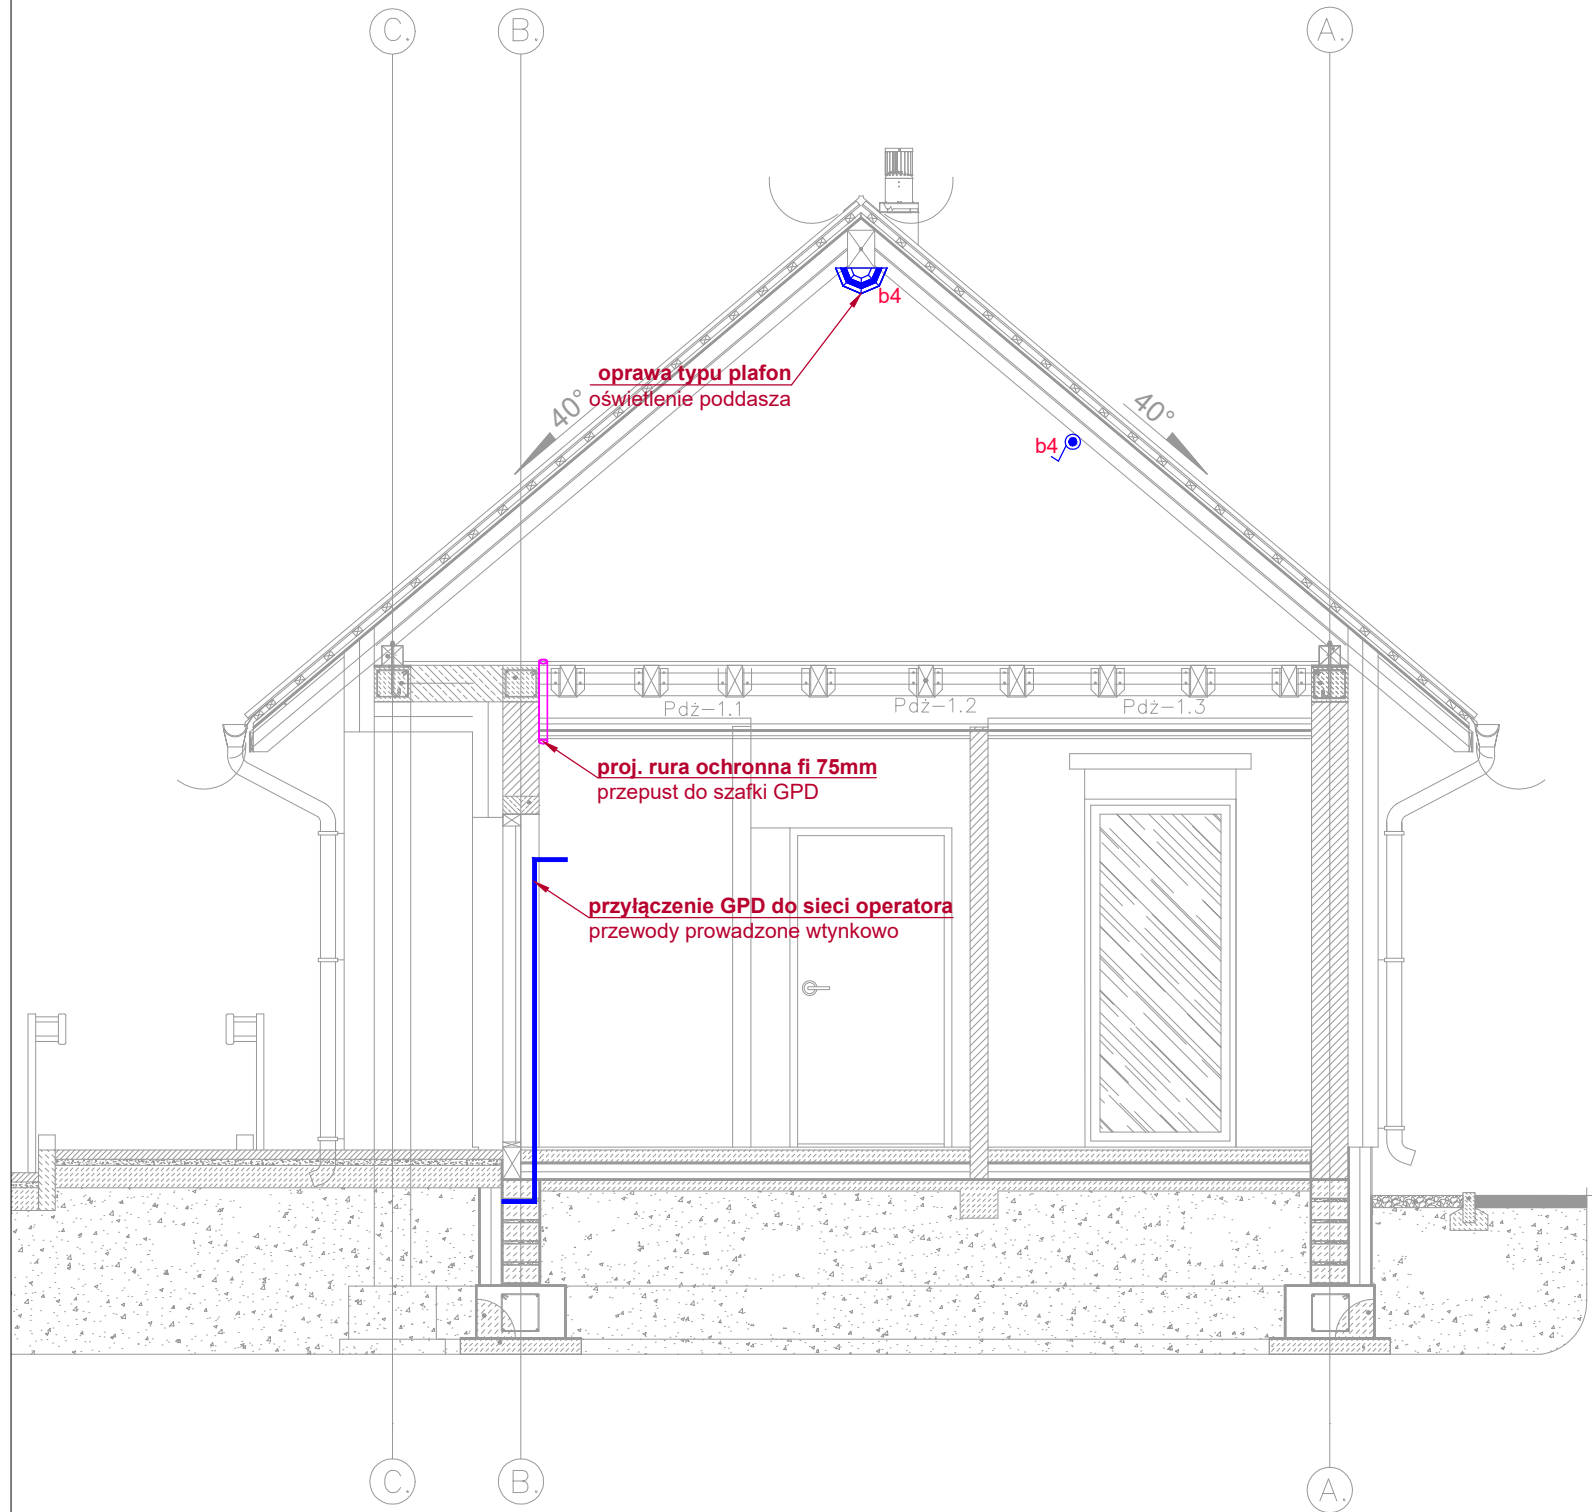 C. B. A.
b4
oprawa typu plafon
oświetlenie poddasza
40° 40°
b4
Pdż-1.1 Pdż-1.2 Pdż-1.3
proj. rura ochronna fi 75mm
przepust do szafki GPD
przyłączenie GPD do sieci operatora
przewody prowadzone wtynkowo
C. B. A.